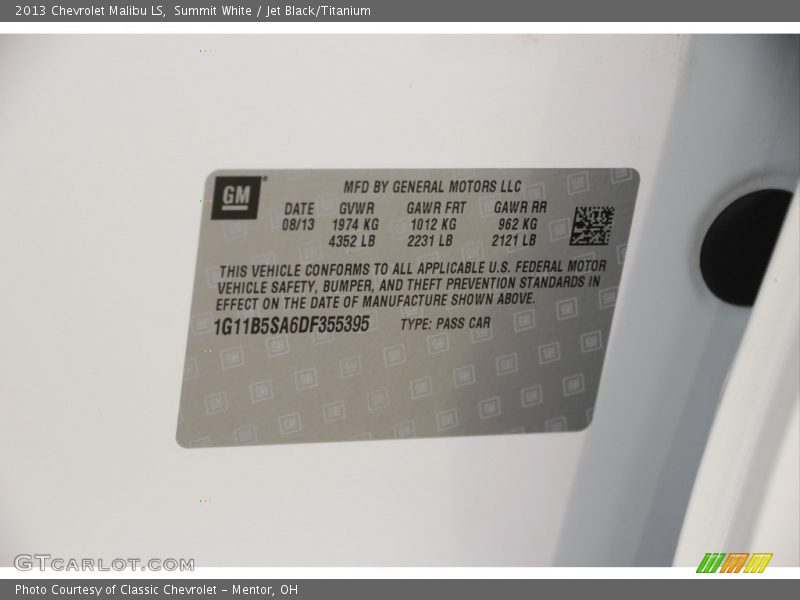 2013 Chevrolet Malibu LS,  Summit White / Jet Black/Titanium
GM®
MFD BY GENERAL MOTORS LLC
DATE GVWR GAWR FRT GAWR RR
08/13 1974 KG 1012 KG 962 KG
4352 LB 2231 LB 2121 LB
THIS VEHICLE CONFORMS TO ALL APPLICABLE U.S. FEDERAL MOTOR
VEHICLE SAFETY, BUMPER, AND THEFT PREVENTION STANDARDS IN
EFFECT ON THE DATE OF MANUFACTURE SHOWN ABOVE.
1G11B5SA6DF355395 TYPE: PASS CAR
GTCARLOT.COM
Photo Courtesy of Classic Chevrolet - Mentor, OH